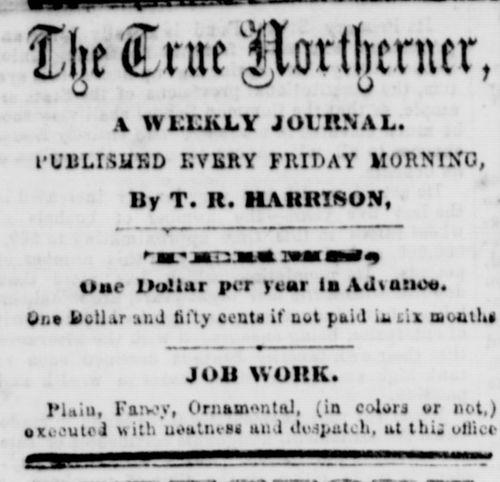 The True Northerner,
A WEEKLY JOURNAL.
PUBLISHED EVERY FRIDAY MORNING,
By T. R. HARRISON,
TERMS,
One Dollar per year in Advance.
One Dollar and fifty cents if not paid in six months
JOB WORK.
Plain, Fancy, Ornamental, (in colors or not,)
executed with neatness and despatch, at this office